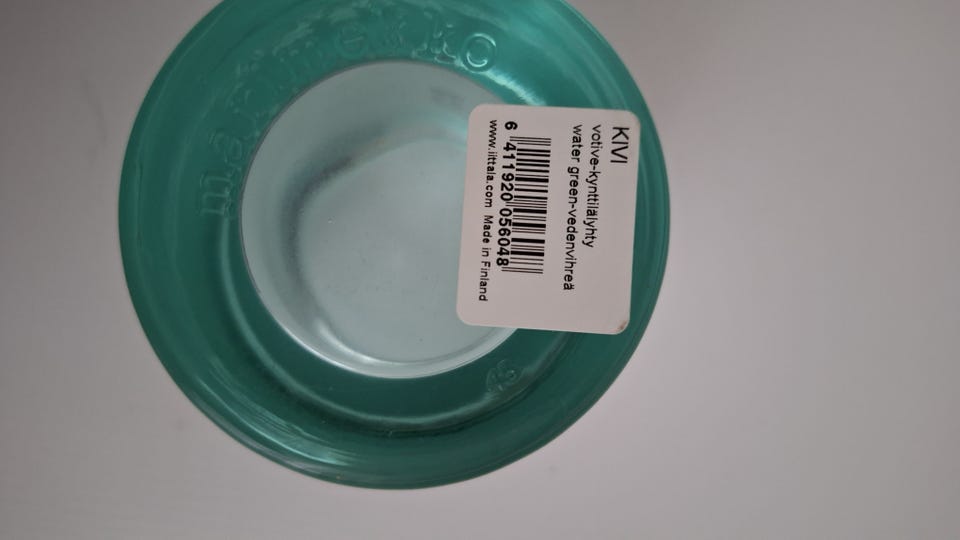 marimekko
KIVI
votive-kynttilälyhty
water green-vedenvihreä
6 411920 056048
www.iittala.com Made in Finland